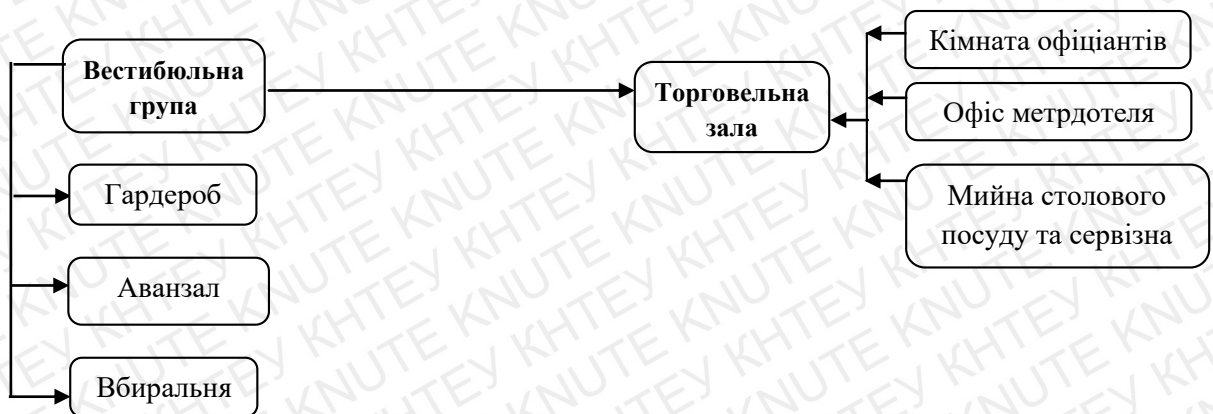 Вестибюльна
група
Гардероб
Аванзал
Вбиральня
Торговельна
зала
Кімната офіціантів
Офіс метрдотеля
Мийна столового
посуду та сервізна